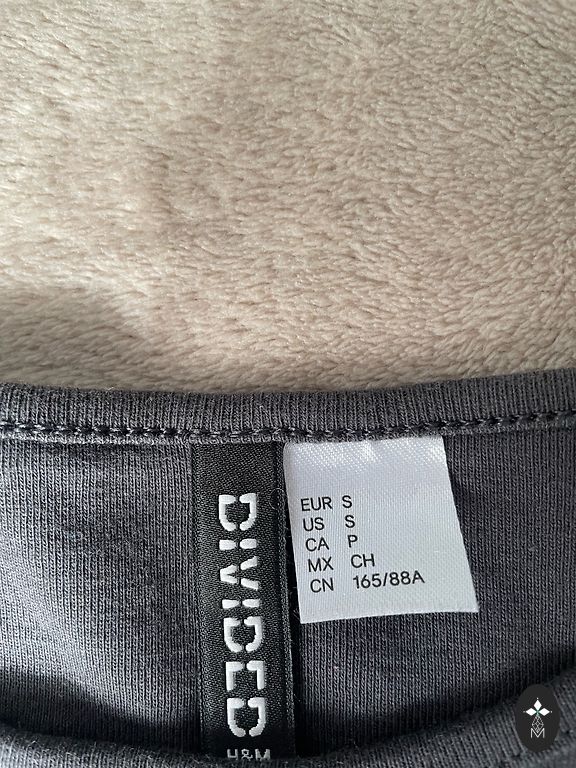 DIVIDED
H&M
EUR S
US S
CA P
MX CH
CN 165/88A
M